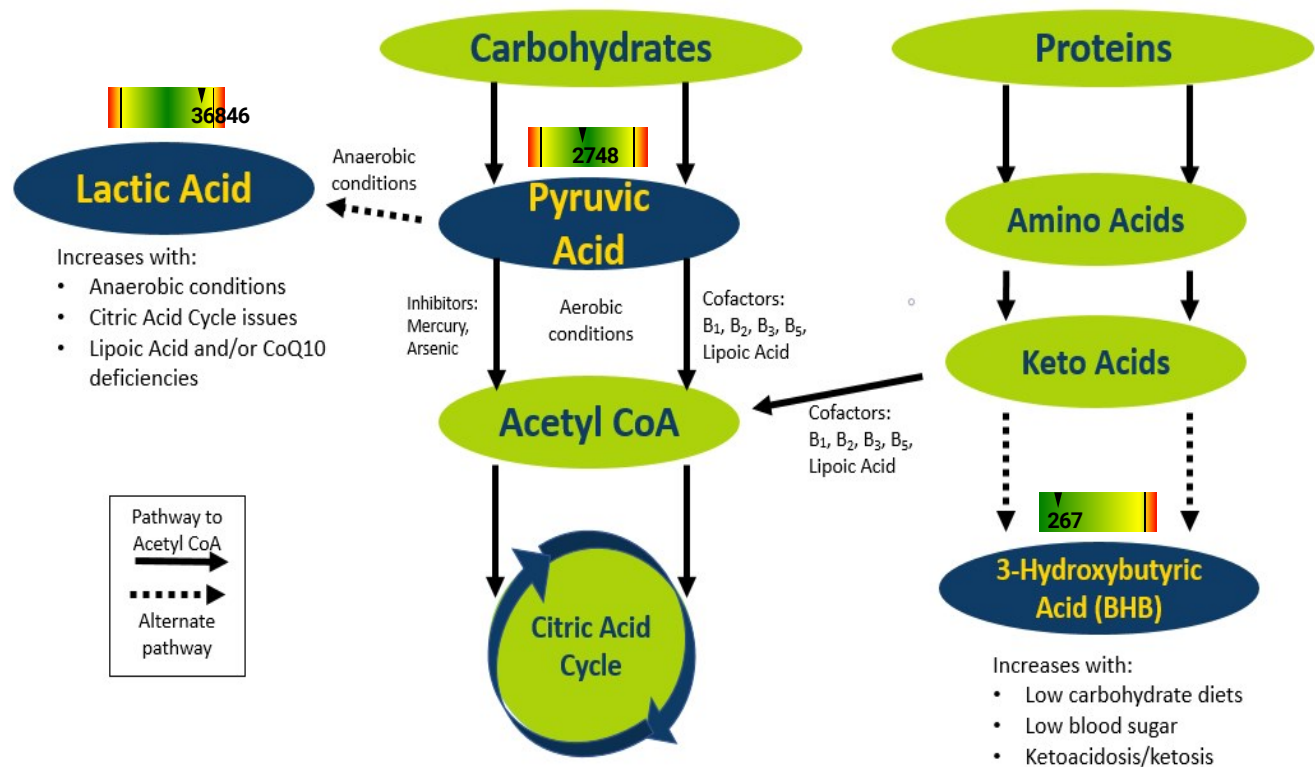 Carbohydrates
Proteins
36846
2748
Lactic Acid
Anaerobic
conditions
Pyruvic
Acid
Amino Acids
Increases with:
• Anaerobic conditions
• Citric Acid Cycle issues
• Lipoic Acid and/or CoQ10
deficiencies
Inhibitors:
Mercury,
Arsenic
Aerobic
conditions
Cofactors:
B₁, B₂, B₃, B₅,
Lipoic Acid
Keto Acids
Acetyl CoA
Cofactors:
B₁, B₂, B₃, B₅,
Lipoic Acid
Pathway to
Acetyl CoA
Alternate
pathway
267
3-Hydroxybutyric
Acid (BHB)
Citric Acid
Cycle
Increases with:
• Low carbohydrate diets
• Low blood sugar
• Ketoacidosis/ketosis